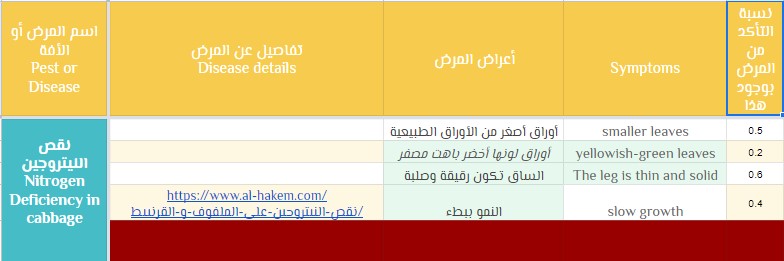 اسم المرض أو
الآفة
Pest or
Disease
تفاصيل عن المرض
Disease details
أعراض المرض
Symptoms
نسبة
التأكد
من
المرض
بوجود
هذا
نقص
النيتروجين
Nitrogen
Deficiency in
cabbage
أوراق أصغر من الأوراق الطبيعية
smaller leaves
0.5
أوراق لونها أخضر باهت مصفر
yellowish-green leaves
0.2
الساق تكون رقيقة وصلبة
The leg is thin and solid
0.6
https://www.al-hakem.com/
نقص-النيتروجين-على-الملفوف-و-القرنبيط/
النمو ببطء
slow growth
0.4